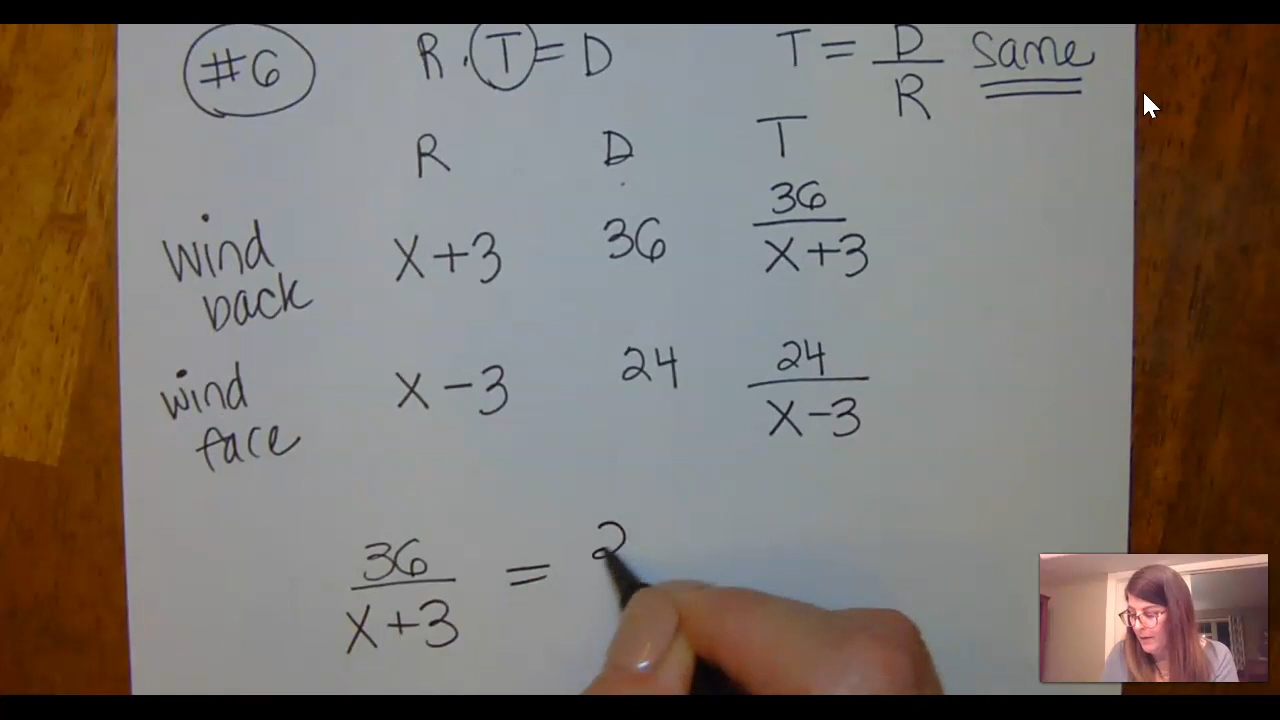 #6 R · T = D T = D/R same
R D T
wind back x+3 36 36/(x+3)
wind face x-3 24 24/(x-3)
36/(x+3) = 2